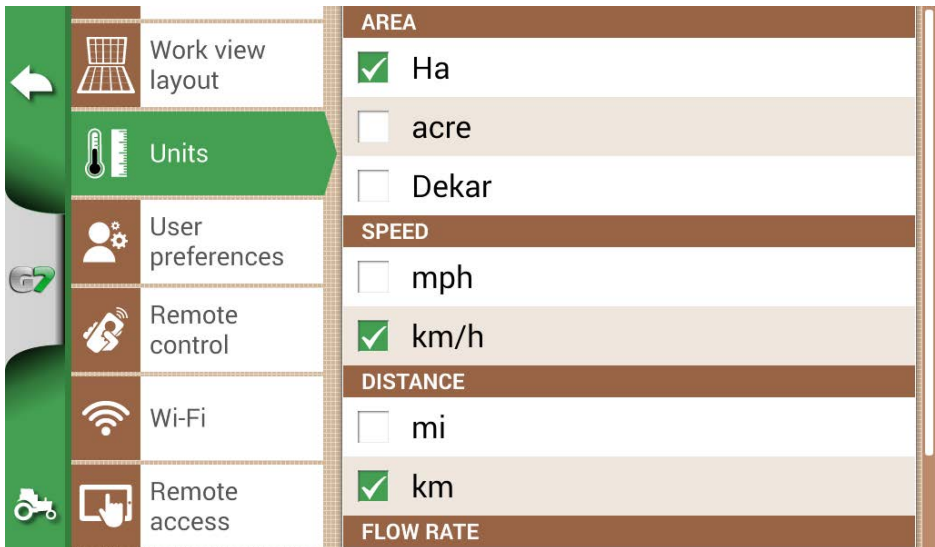 Work view
layout
Units
User
preferences
G7
Remote
control
Wi-Fi
Remote
access
AREA
Ha
acre
Dekar
SPEED
mph
km/h
DISTANCE
mi
km
FLOW RATE